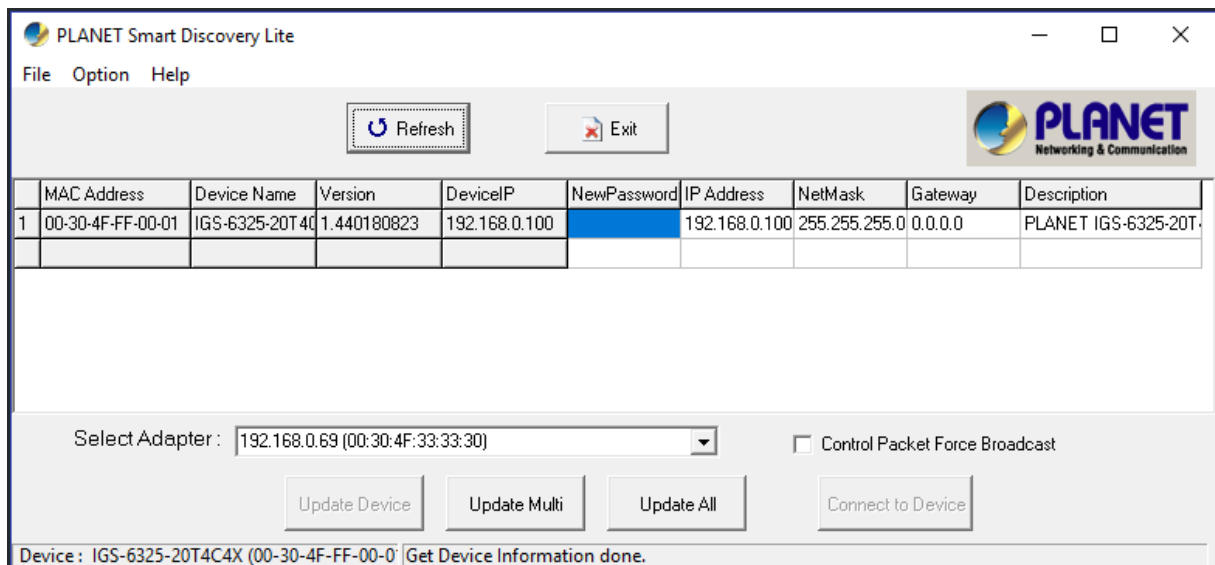 PLANET Smart Discovery Lite
File Option Help
Refresh Exit
PLANET
Networking & Communication
MAC Address Device Name Version DeviceIP NewPassword IP Address NetMask Gateway Description
1 00-30-4F-FF-00-01 IGS-6325-20T4C 1.440180823 192.168.0.100 192.168.0.100 255.255.255.0 0.0.0.0 PLANET IGS-6325-20T4
Select Adapter : 192.168.0.69 (00:30:4F:33:33:30) Control Packet Force Broadcast
Update Device Update Multi Update All Connect to Device
Device : IGS-6325-20T4C4X (00-30-4F-FF-00-0 Get Device Information done.